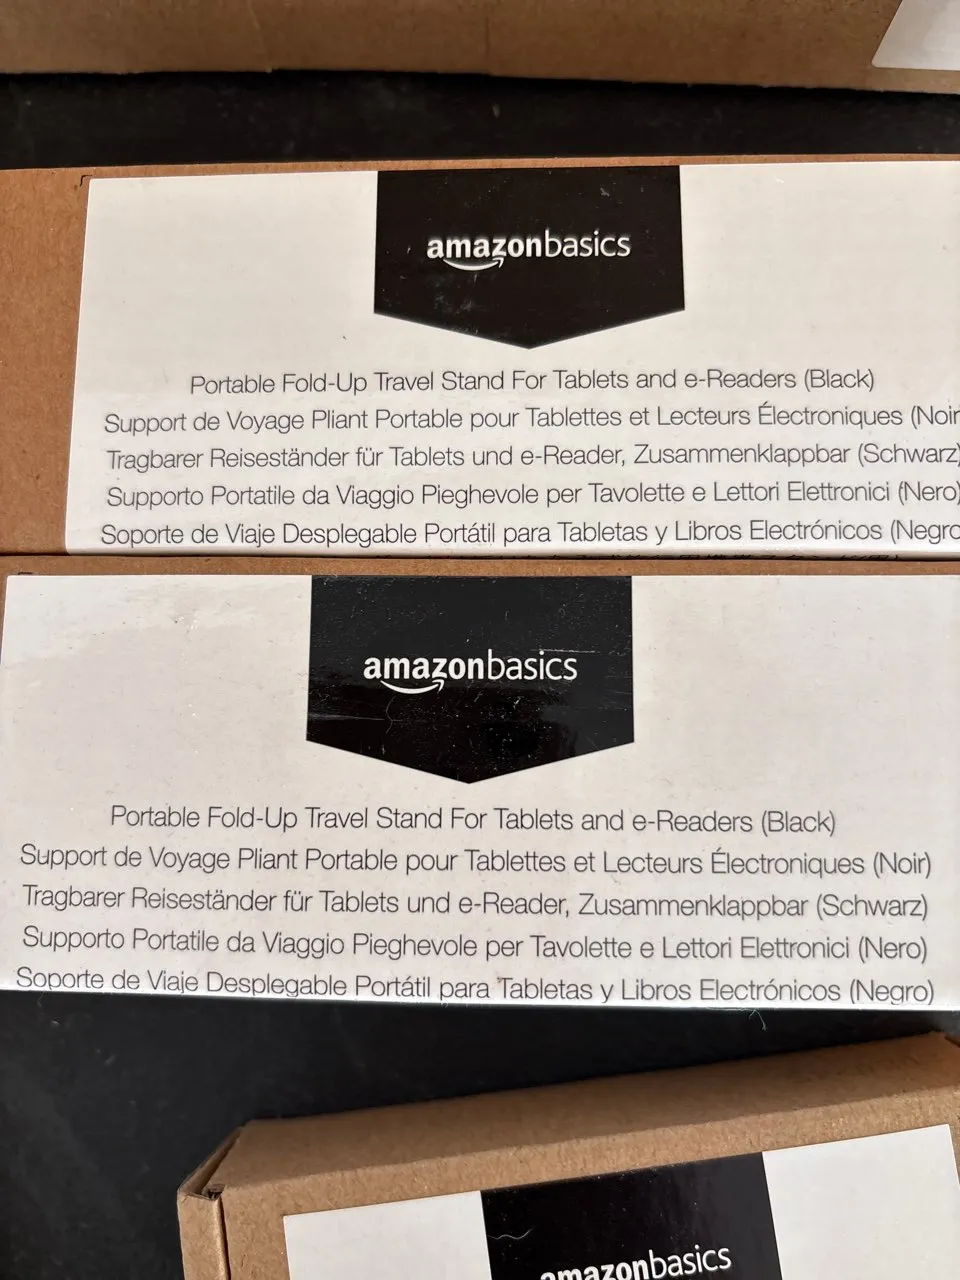 amazonbasics
Portable Fold-Up Travel Stand For Tablets and e-Readers (Black)
Support de Voyage Pliant Portable pour Tablettes et Lecteurs Électroniques (Noir
Tragbarer Reiseständer für Tablets und e-Reader, Zusammenklappbar (Schwarz)
Supporto Portatile da Viaggio Pieghevole per Tavolette e Lettori Elettronici (Nero)
Soporte de Viaje Desplegable Portátil para Tabletas y Libros Electrónicos (Negro
amazonbasics
Portable Fold-Up Travel Stand For Tablets and e-Readers (Black)
Support de Voyage Pliant Portable pour Tablettes et Lecteurs Électroniques (Noir)
Tragbarer Reiseständer für Tablets und e-Reader, Zusammenklappbar (Schwarz)
Supporto Portatile da Viaggio Pieghevole per Tavolette e Lettori Elettronici (Nero)
Soporte de Viaje Desplegable Portátil para Tabletas y Libros Electrónicos (Negro)
amazonbasics